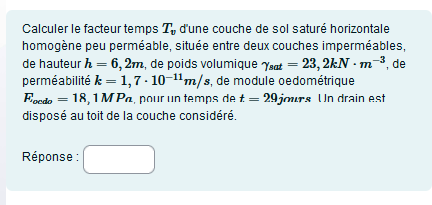 Calculer le facteur temps Tᵥ d'une couche de sol saturé horizontale
homogène peu perméable, située entre deux couches imperméables,
de hauteur h = 6, 2m, de poids volumique γsat = 23, 2kN · m⁻³, de
perméabilité k = 1, 7 · 10⁻¹¹m/s, de module oedométrique
Eoedo = 18, 1MPa, pour un temps de t = 29jours. Un drain est
disposé au toit de la couche considéré.
Réponse :